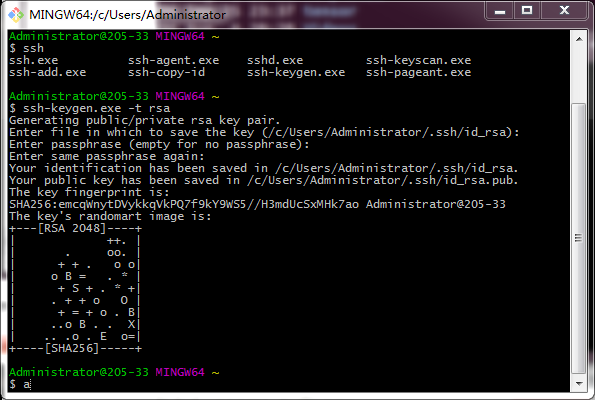 MINGW64:/c/Users/Administrator
Administrator@205-33 MINGW64 ~
$ ssh
ssh.exe ssh-agent.exe sshd.exe ssh-keyscan.exe
ssh-add.exe ssh-copy-id ssh-keygen.exe ssh-pageant.exe
Administrator@205-33 MINGW64 ~
$ ssh-keygen.exe -t rsa
Generating public/private rsa key pair.
Enter file in which to save the key (/c/Users/Administrator/.ssh/id_rsa):
Enter passphrase (empty for no passphrase):
Enter same passphrase again:
Your identification has been saved in /c/Users/Administrator/.ssh/id_rsa.
Your public key has been saved in /c/Users/Administrator/.ssh/id_rsa.pub.
The key fingerprint is:
SHA256:emcqWnytDVykkqVkPQ7f9kY9WS5//H3mdUcSxMHk7ao Administrator@205-33
The key's randomart image is:
+---[RSA 2048]----+
|             ++. |
|       .     oo. |
|      + + .   o o|
|     o B =   . * |
|      + S + . * +|
|     . + + o   O |
|      + = + o . B|
|     ..o B . .  X|
|    .. .o . E  o=|
+----[SHA256]-----+
Administrator@205-33 MINGW64 ~
$ a